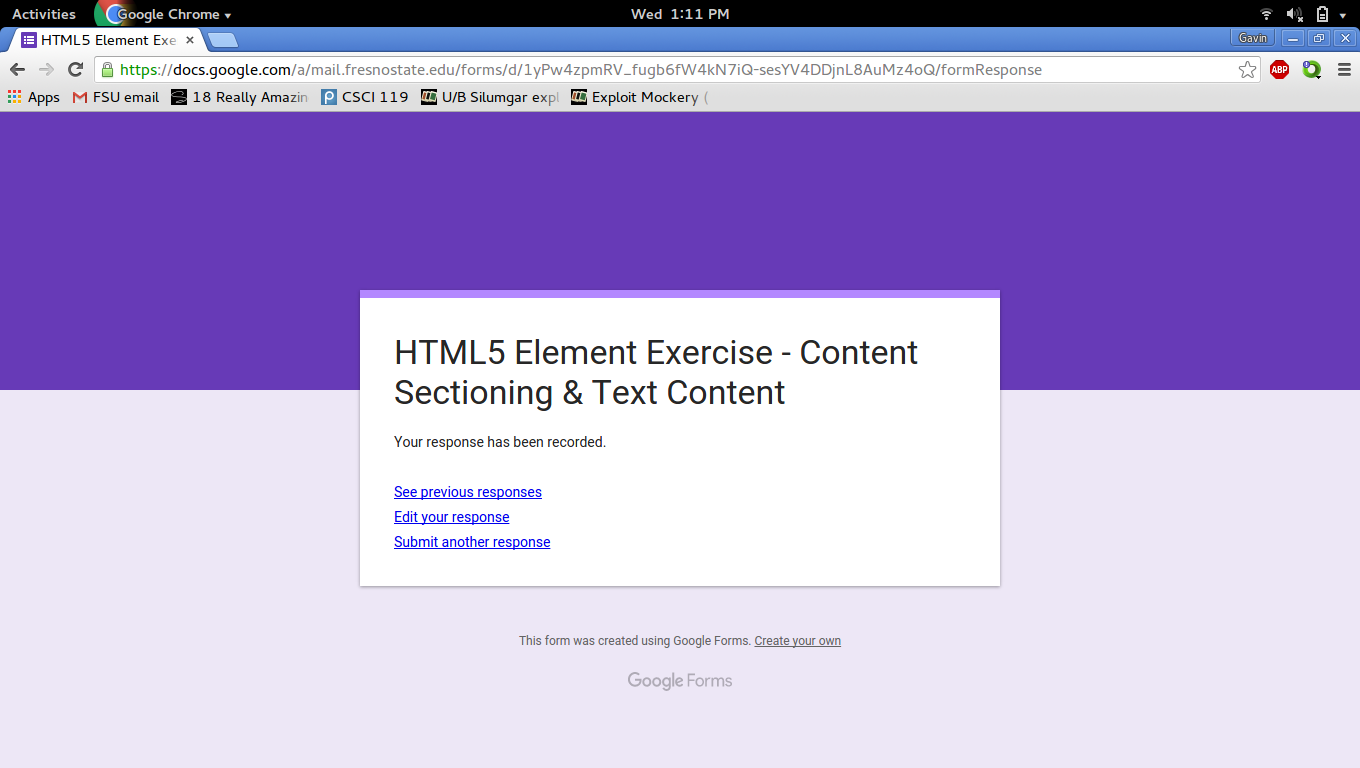 Activities Google Chrome Wed 1:11 PM
HTML5 Element Exe Gavin
https://docs.google.com/a/mail.fresnostate.edu/forms/d/1yPw4zpmRV_fugb6fW4kN7iQ-sesYV4DDjnL8AuMz4oQ/formResponse ABP
Apps FSU email 18 Really Amazin CSCI 119 U/B Silumgar expl Exploit Mockery (
HTML5 Element Exercise - Content
Sectioning & Text Content
Your response has been recorded.
See previous responses
Edit your response
Submit another response
This form was created using Google Forms. Create your own
Google Forms